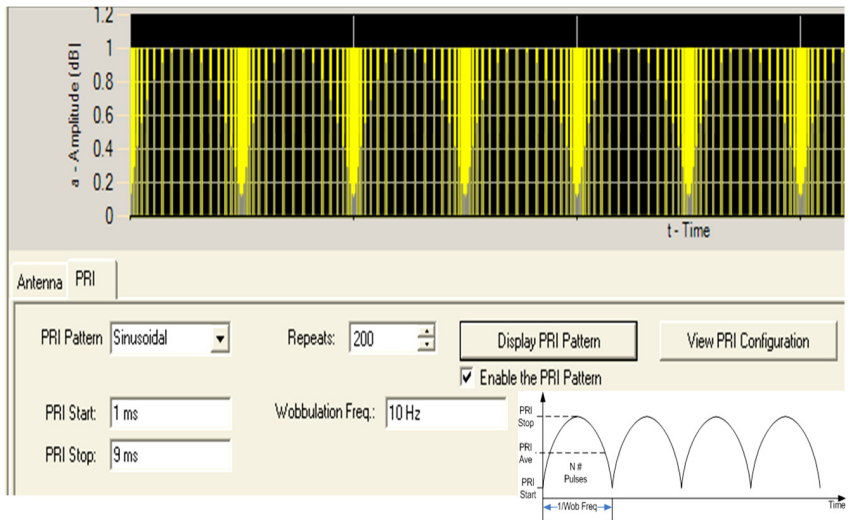 1.2
1
0.8
0.6
0.4
0.2
0
a - Amplitude [dB]
t - Time
Antenna PRI
PRI Pattern Sinusoidal Repeats: 200 Display PRI Pattern View PRI Configuration
Enable the PRI Pattern
PRI Start: 1 ms Wobbulation Freq.: 10 Hz
PRI Stop: 9 ms
PRI
Stop
PRI
Ave
N #
Pulses
PRI
Start
1/Wob Freq
Time